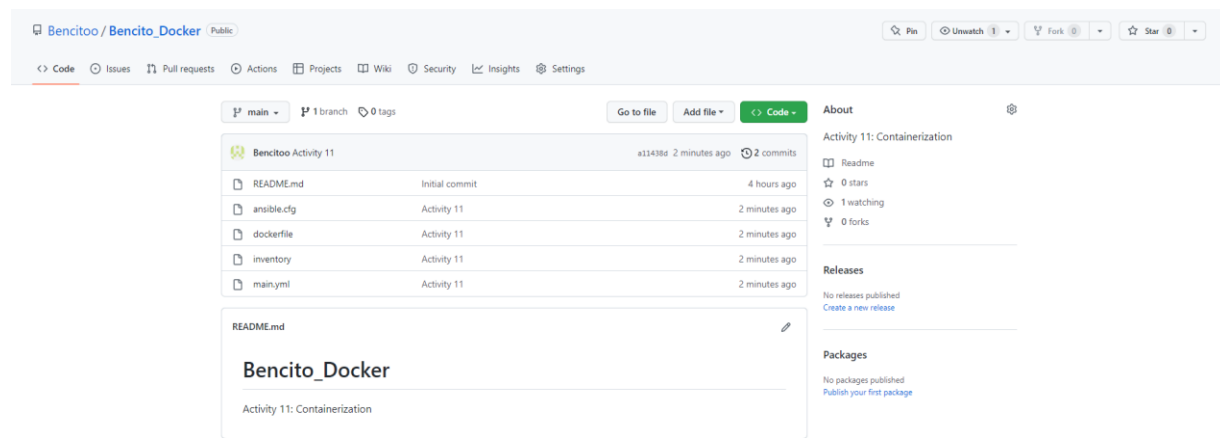 Bencitoo / Bencito_Docker Public
Pin Unwatch 1 Fork 0 Star 0
<> Code Issues Pull requests Actions Projects Wiki Security Insights Settings
main 1 branch 0 tags Go to file Add file <> Code
Bencitoo Activity 11 a11438d 2 minutes ago 2 commits
README.md Initial commit 4 hours ago
ansible.cfg Activity 11 2 minutes ago
dockerfile Activity 11 2 minutes ago
inventory Activity 11 2 minutes ago
main.yml Activity 11 2 minutes ago
README.md
Bencito_Docker
Activity 11: Containerization
About
Activity 11: Containerization
Readme
0 stars
1 watching
0 forks
Releases
No releases published
Create a new release
Packages
No packages published
Publish your first package